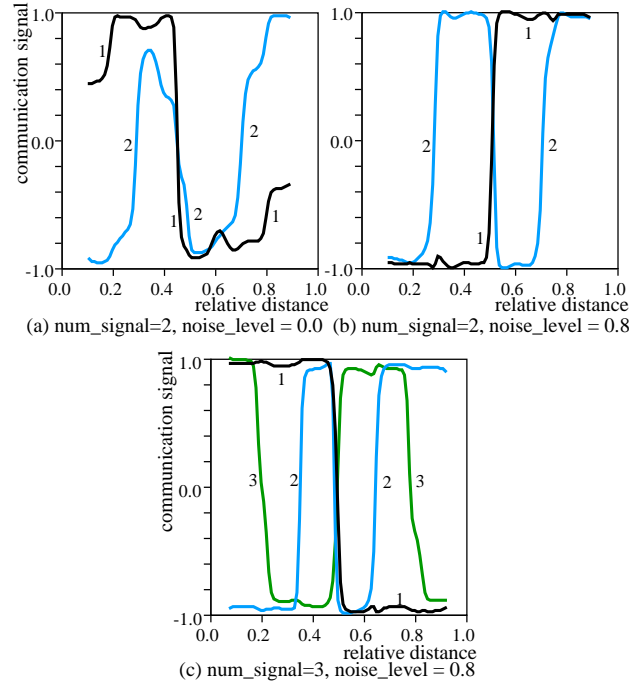 communication signal
1.0
0.0
-1.0
1
2
1
2
2
1
0.0 0.2 0.4 0.6 0.8 1.0
relative distance
(a) num_signal=2, noise_level = 0.0
1.0
0.0
-1.0
1
2
2
1
0.0 0.2 0.4 0.6 0.8 1.0
relative distance
(b) num_signal=2, noise_level = 0.8
communication signal
1.0
0.0
-1.0
1
3
2
2
3
1
0.0 0.2 0.4 0.6 0.8 1.0
relative distance
(c) num_signal=3, noise_level = 0.8